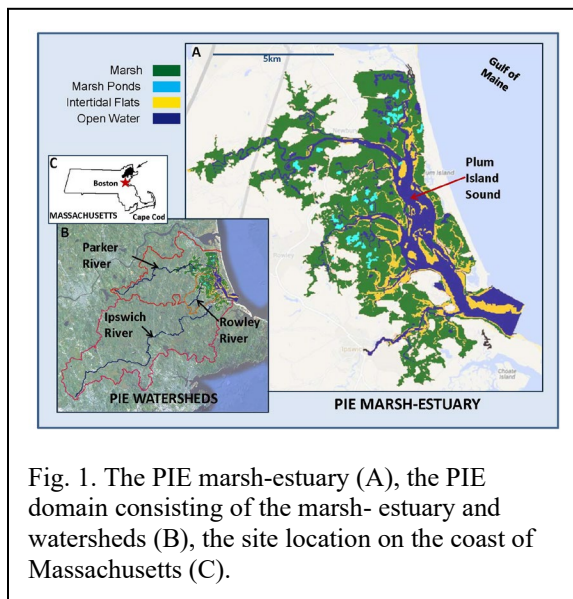 A
5km
Gulf of
Maine
Marsh
Marsh Ponds
Intertidal Flats
Open Water
Plum
Island
Sound
C
Boston
MASSACHUSETTS
Cape Cod
B
Parker
River
Ipswich
River
Rowley
River
PIE WATERSHEDS
PIE MARSH-ESTUARY
Fig. 1. The PIE marsh-estuary (A), the PIE
domain consisting of the marsh- estuary and
watersheds (B), the site location on the coast of
Massachusetts (C).